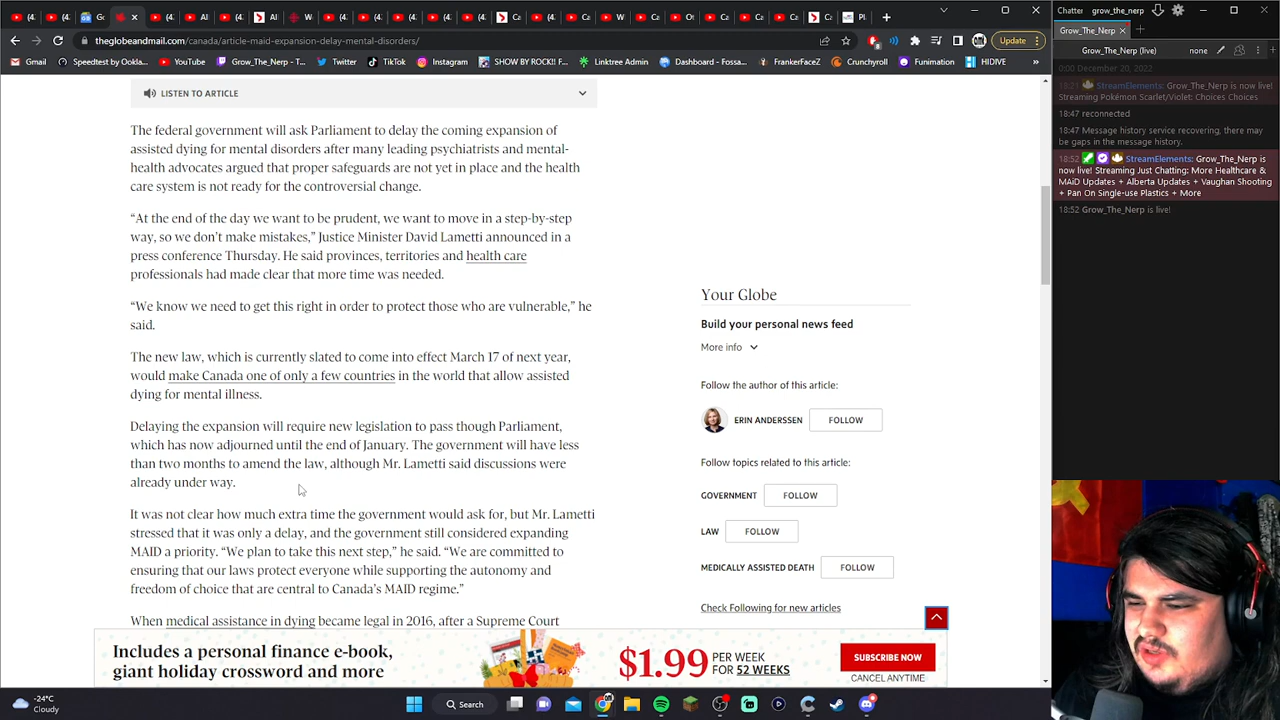 Update
theglobeandmail.com/canada/article-maid-expansion-delay-mental-disorders/
Gmail
Speedtest by Ookla...
YouTube
Grow_The_Nerp - T...
Twitter
TikTok
Instagram
SHOW BY ROCK!! F...
Linktree Admin
Dashboard - Fossa...
FrankerFaceZ
Crunchyroll
Funimation
HIDIVE
LISTEN TO ARTICLE
The federal government will ask Parliament to delay the coming expansion of
assisted dying for mental disorders after many leading psychiatrists and mental-
health advocates argued that proper safeguards are not yet in place and the health
care system is not ready for the controversial change.
“At the end of the day we want to be prudent, we want to move in a step-by-step
way, so we don’t make mistakes,” Justice Minister David Lametti announced in a
press conference Thursday. He said provinces, territories and health care
professionals had made clear that more time was needed.
“We know we need to get this right in order to protect those who are vulnerable,” he
said.
The new law, which is currently slated to come into effect March 17 of next year,
would make Canada one of only a few countries in the world that allow assisted
dying for mental illness.
Delaying the expansion will require new legislation to pass though Parliament,
which has now adjourned until the end of January. The government will have less
than two months to amend the law, although Mr. Lametti said discussions were
already under way.
It was not clear how much extra time the government would ask for, but Mr. Lametti
stressed that it was only a delay, and the government still considered expanding
MAID a priority. “We plan to take this next step,” he said. “We are committed to
ensuring that our laws protect everyone while supporting the autonomy and
freedom of choice that are central to Canada’s MAID regime.”
When medical assistance in dying became legal in 2016, after a Supreme Court
Your Globe
Build your personal news feed
More info
Follow the author of this article:
ERIN ANDERSSEN
FOLLOW
Follow topics related to this article:
GOVERNMENT
FOLLOW
LAW
FOLLOW
MEDICALLY ASSISTED DEATH
FOLLOW
Check Following for new articles
Includes a personal finance e-book,
giant holiday crossword and more
$1.99 PER WEEK
FOR 52 WEEKS
SUBSCRIBE NOW
CANCEL ANYTIME
-24°C
Cloudy
Search
Chatter
grow_the_nerp
Grow_The_Nerp
Grow_The_Nerp (live)
none
0:00 December 20, 2022
18:21 StreamElements: Grow_The_Nerp is now live!
Streaming Pokémon Scarlet/Violet: Choices Choices
18:47 reconnected
18:47 Message history service recovering, there may
be gaps in the message history.
18:52 StreamElements: Grow_The_Nerp is
now live! Streaming Just Chatting: More Healthcare &
MAiD Updates + Alberta Updates + Vaughan Shooting
+ Pan On Single-use Plastics + More
18:52 Grow_The_Nerp is live!